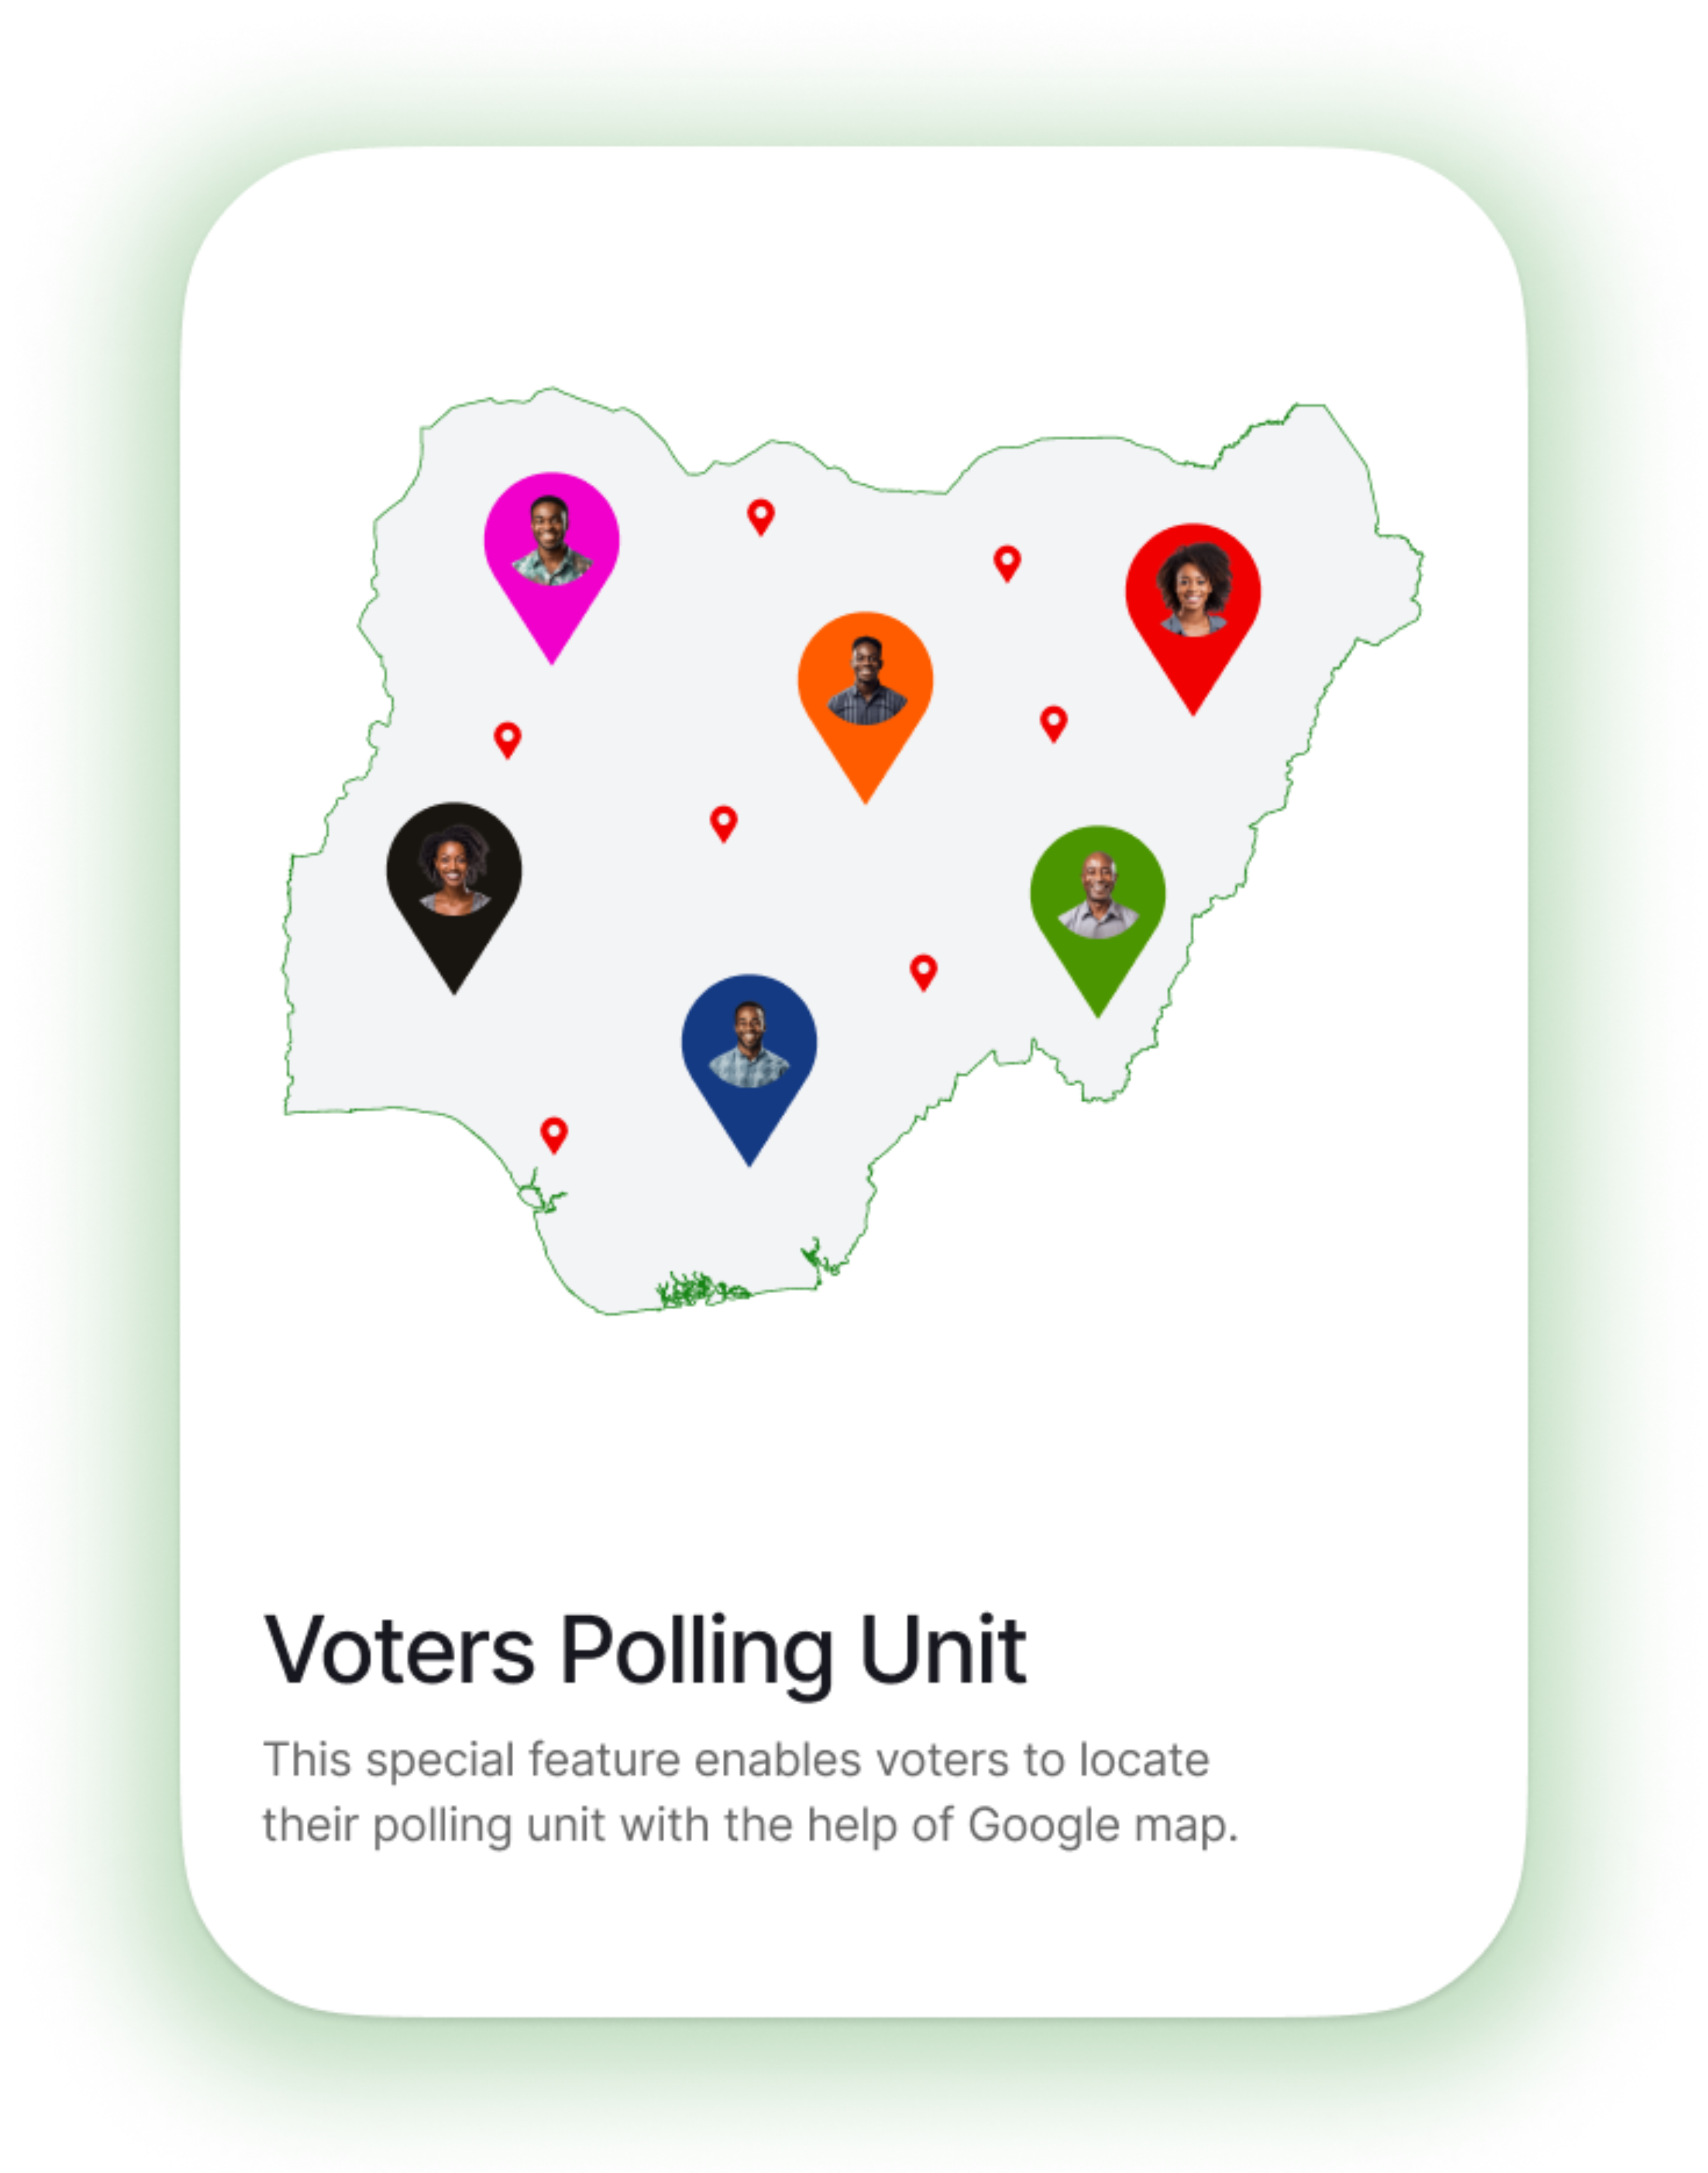 Voters Polling Unit
This special feature enables voters to locate
their polling unit with the help of Google map.